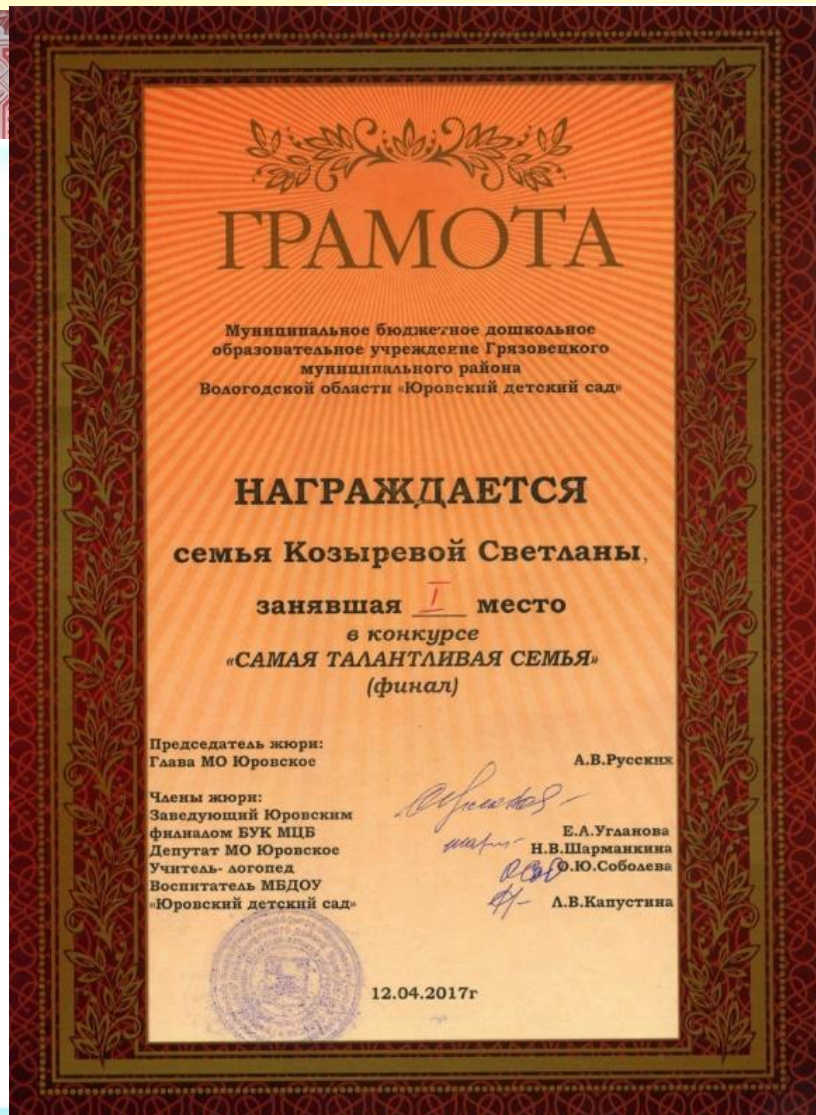 ГРАМОТА
Муниципальное бюджетное дошкольное
образовательное учреждение Грязовецкого
муниципального района
Вологодской области «Юровский детский сад»
НАГРАЖДАЕТСЯ
семья Козыревой Светланы,
занявшая I место
в конкурсе
«САМАЯ ТАЛАНТЛИВАЯ СЕМЬЯ»
(финал)
Председатель жюри:
Глава МО Юровское А.В.Русских
Члены жюри:
Заведующий Юровским
филиалом БУК МЦБ Е.А.Угланова
Депутат МО Юровское Н.В.Шарманкина
Учитель- логопед О.Ю.Соболева
Воспитатель МБДОУ
«Юровский детский сад» Л.В.Капустина
12.04.2017г